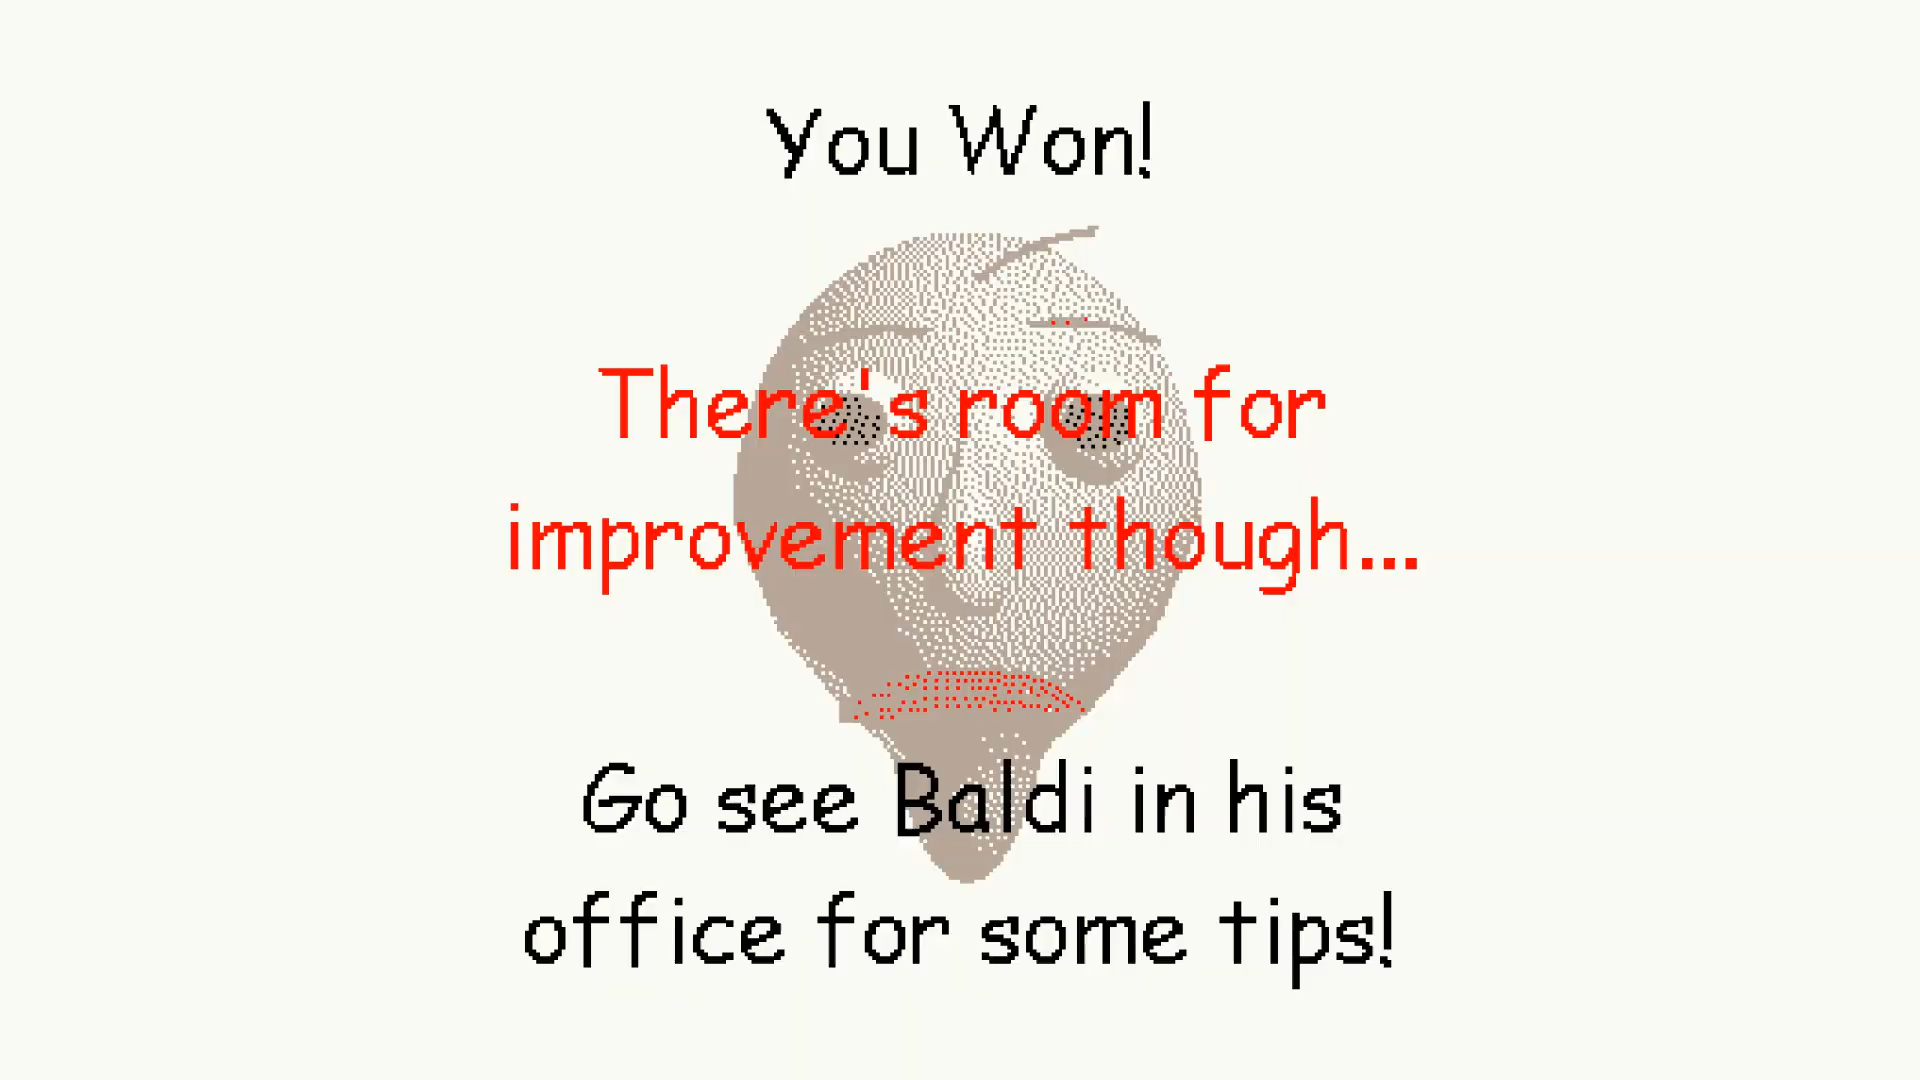 You Won!
There's room for
improvement though...
Go see Baldi in his
office for some tips!